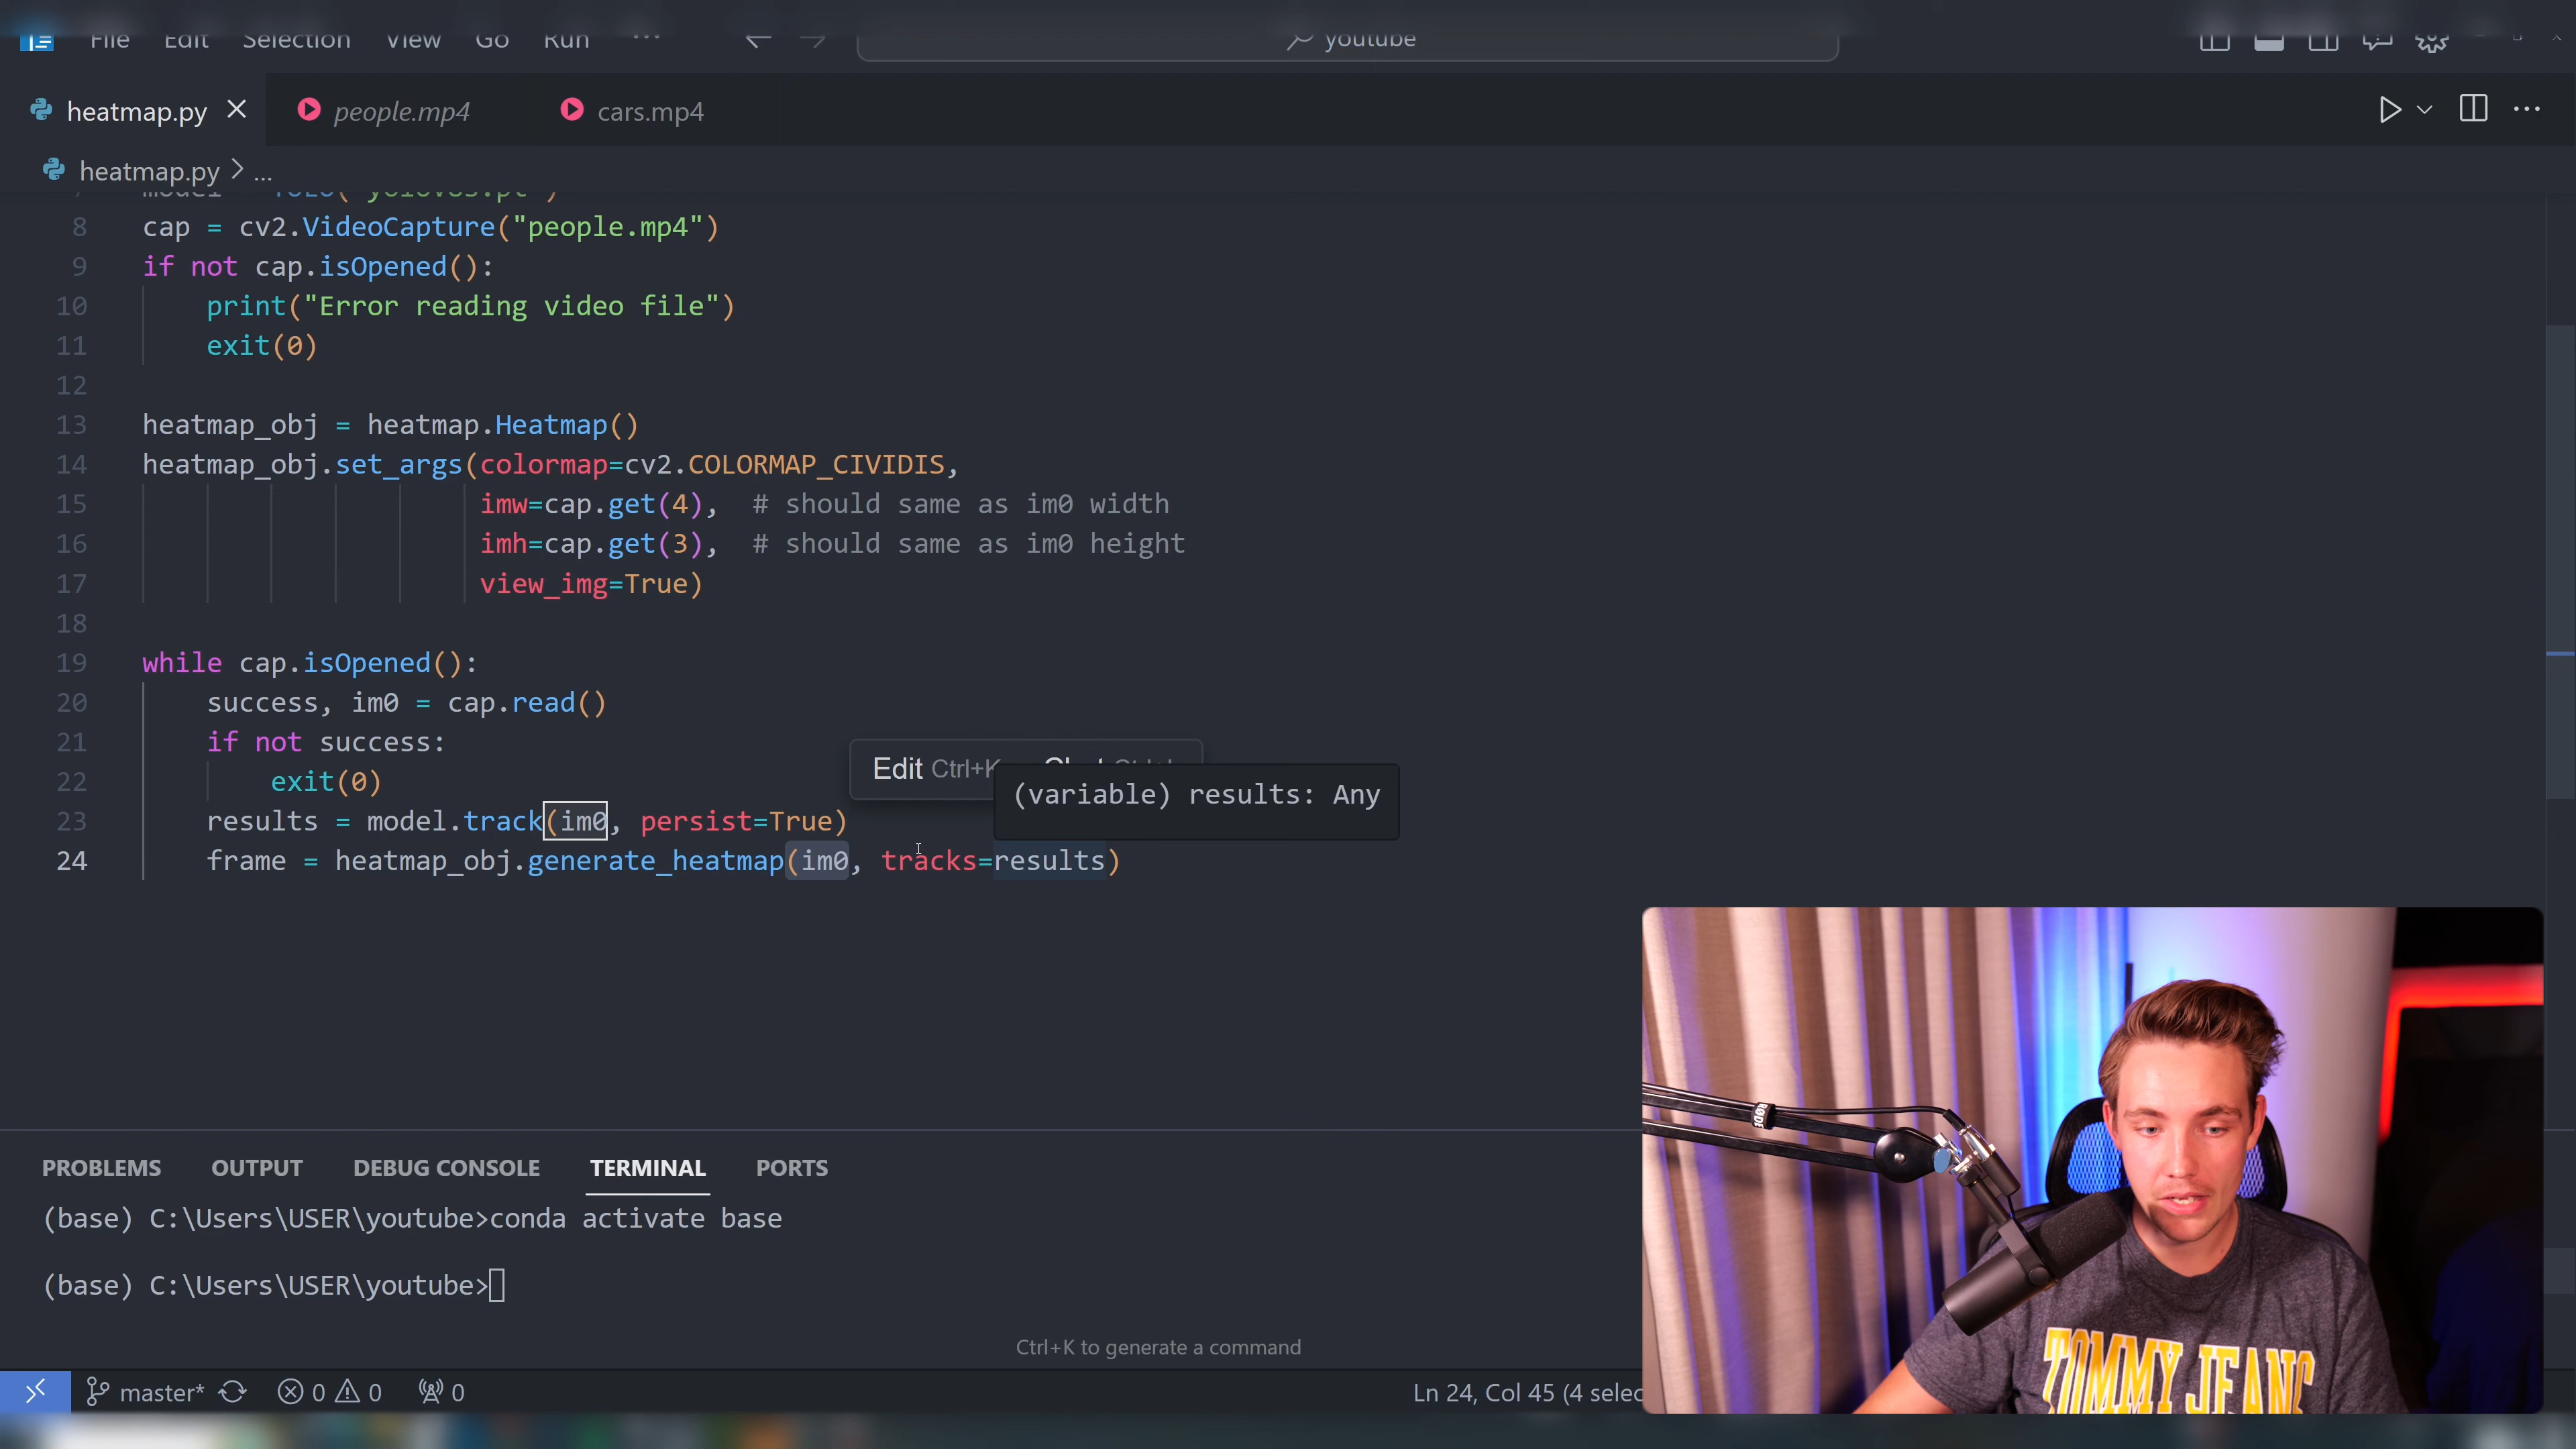 File Edit Selection View Go Run ... youtube
heatmap.py people.mp4 cars.mp4
heatmap.py > ...
8 cap = cv2.VideoCapture("people.mp4")
9 if not cap.isOpened():
10 print("Error reading video file")
11 exit(0)
12
13 heatmap_obj = heatmap.Heatmap()
14 heatmap_obj.set_args(colormap=cv2.COLORMAP_CIVIDIS,
15 imw=cap.get(4), # should same as im0 width
16 imh=cap.get(3), # should same as im0 height
17 view_img=True)
18
19 while cap.isOpened():
20 success, im0 = cap.read()
21 if not success:
22 exit(0)
Edit Ctrl+K
(variable) results: Any
23 results = model.track(im0, persist=True)
24 frame = heatmap_obj.generate_heatmap(im0, tracks=results)
PROBLEMS OUTPUT DEBUG CONSOLE TERMINAL PORTS
(base) C:\Users\USER\youtube>conda activate base
(base) C:\Users\USER\youtube>
Ctrl+K to generate a command
master* 0 0 0 Ln 24, Col 45 (4 selec
RØDE
TOMMY JEANS